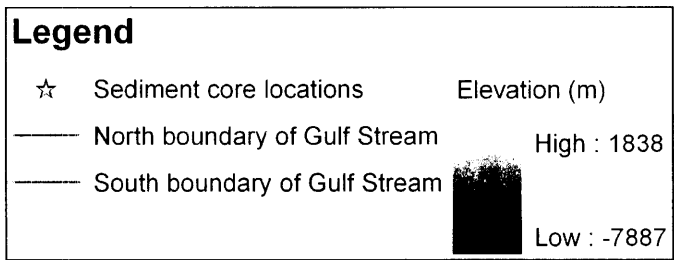 Legend
Sediment core locations
North boundary of Gulf Stream
South boundary of Gulf Stream
Elevation (m)
High : 1838
Low : -7887